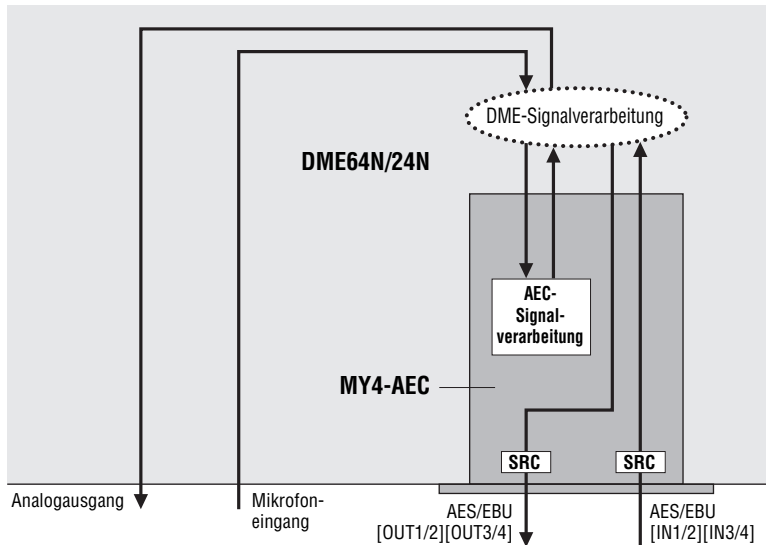 DME-Signalverarbeitung
DME64N/24N
AEC-
Signal-
verarbeitung
MY4-AEC
SRC
SRC
Analogausgang
Mikrofon-
eingang
AES/EBU
[OUT1/2][OUT3/4]
AES/EBU
[IN1/2][IN3/4]